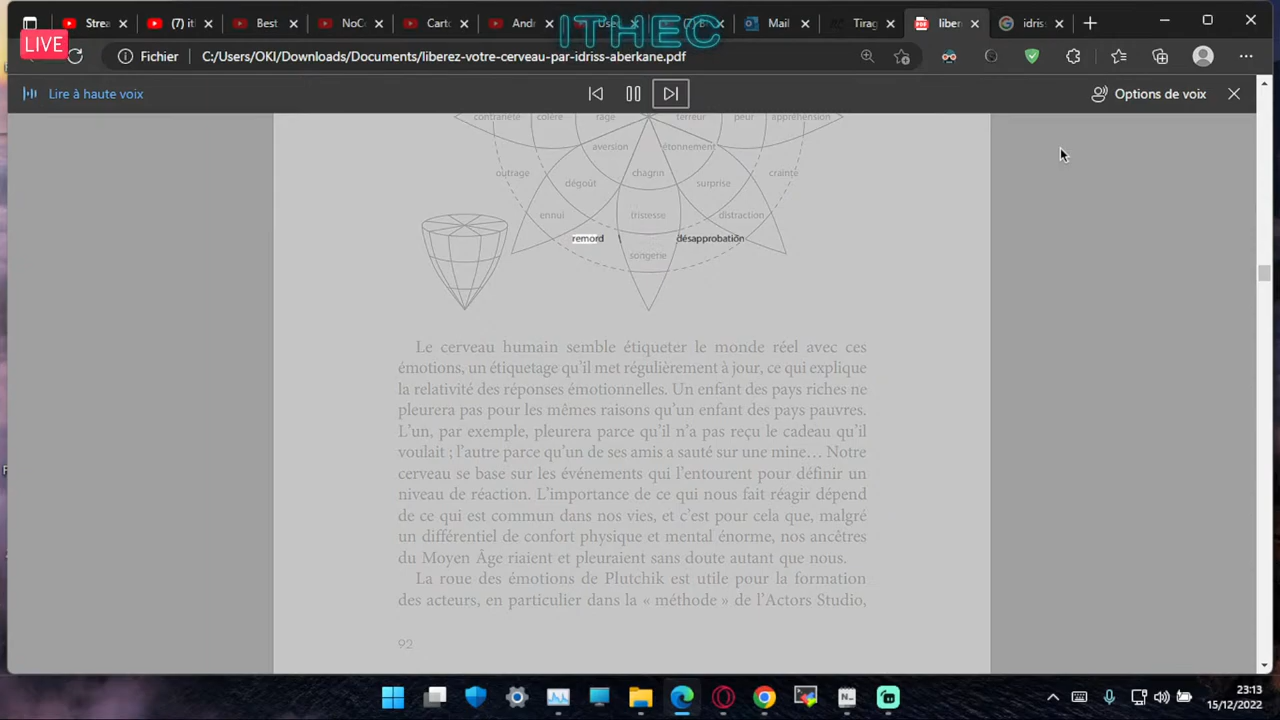 Strea
(7) it
Best
NoCo
Carto
Andr
Mail
Tirag
liber
idris
ITHEC
LIVE
Fichier
C:/Users/OKI/Downloads/Documents/liberez-votre-cerveau-par-idriss-aberkane.pdf
Lire à haute voix
Options de voix
contrariété colère rage terreur peur appréhension
aversion étonnement
outrage chagrin crainte
dégoût surprise
ennui tristesse distraction
remord désapprobation
songerie
Le cerveau humain semble étiqueter le monde réel avec ces
émotions, un étiquetage qu'il met régulièrement à jour, ce qui explique
la relativité des réponses émotionnelles. Un enfant des pays riches ne
pleurera pas pour les mêmes raisons qu'un enfant des pays pauvres.
L'un, par exemple, pleurera parce qu'il n'a pas reçu le cadeau qu'il
voulait ; l'autre parce qu'un de ses amis a sauté sur une mine… Notre
cerveau se base sur les événements qui l'entourent pour définir un
niveau de réaction. L'importance de ce qui nous fait réagir dépend
de ce qui est commun dans nos vies, et c'est pour cela que, malgré
un différentiel de confort physique et mental énorme, nos ancêtres
du Moyen Âge riaient et pleuraient sans doute autant que nous.
La roue des émotions de Plutchik est utile pour la formation
des acteurs, en particulier dans la « méthode » de l'Actors Studio,
92
23:13
15/12/2022